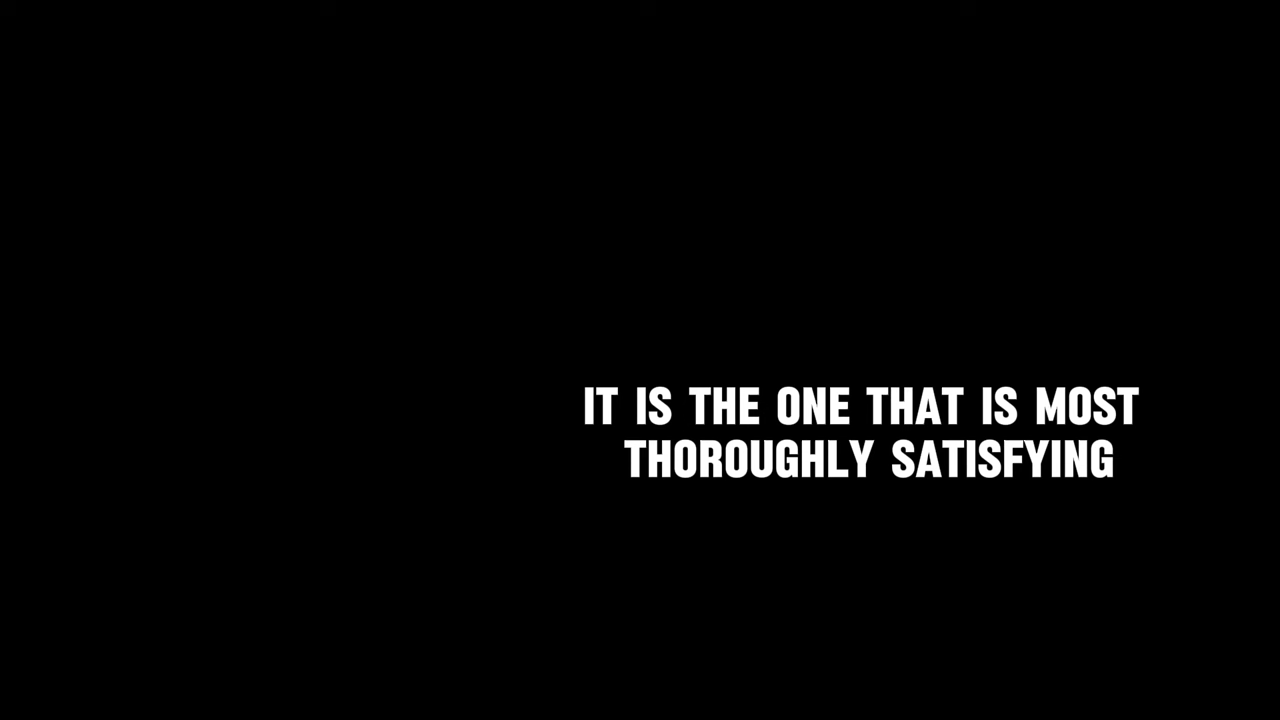 IT IS THE ONE THAT IS MOST
THOROUGHLY SATISFYING